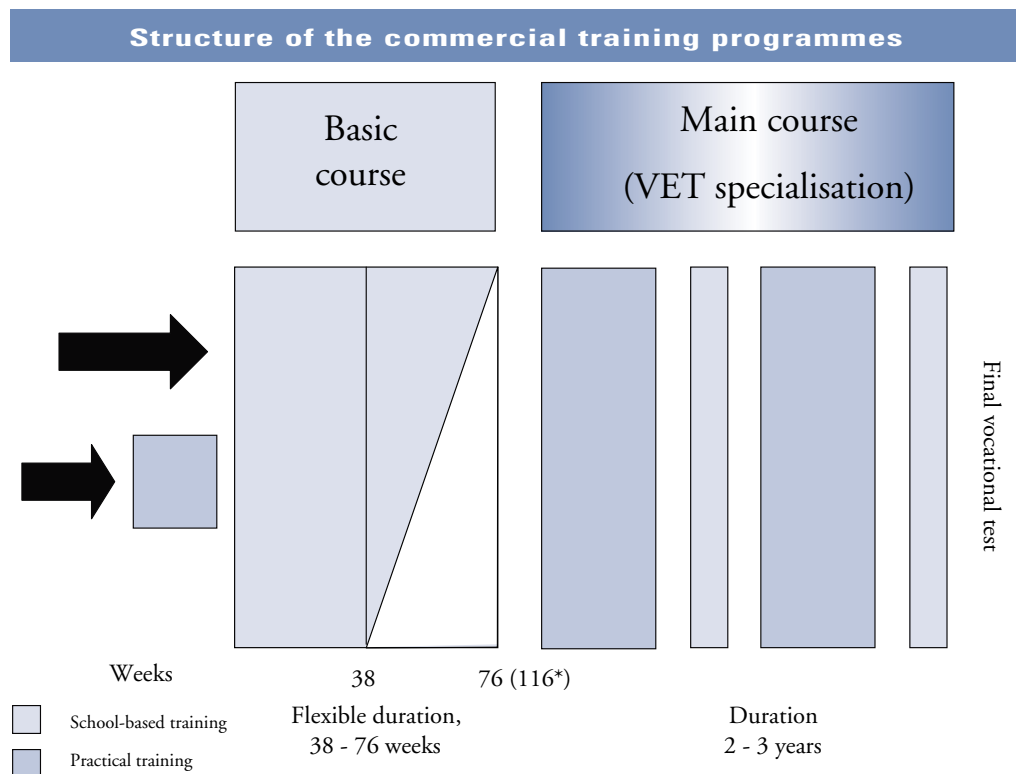 Structure of the commercial training programmes
Basic
course
Main course
(VET specialisation)
Final vocational test
Weeks
38
76 (116*)
School-based training
Practical training
Flexible duration,
38 - 76 weeks
Duration
2 - 3 years